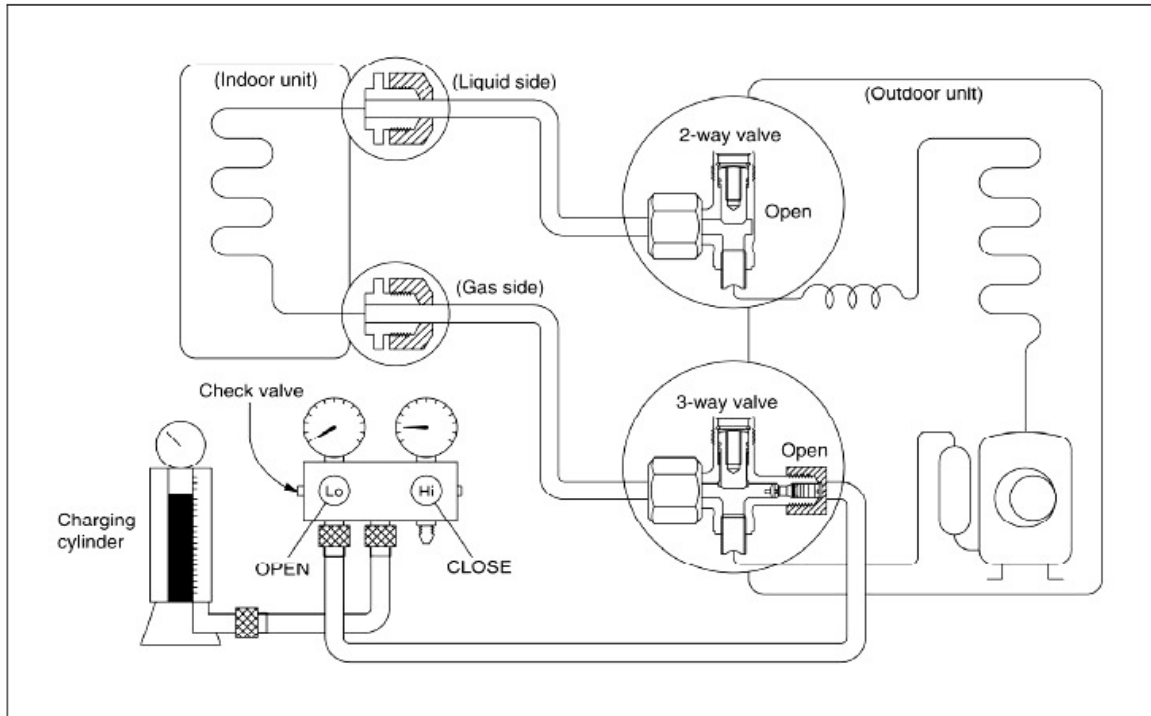 (Indoor unit)
(Liquid side)
(Outdoor unit)
2-way valve
Open
(Gas side)
Check valve
3-way valve
Open
Lo
Hi
Charging
cylinder
OPEN
CLOSE